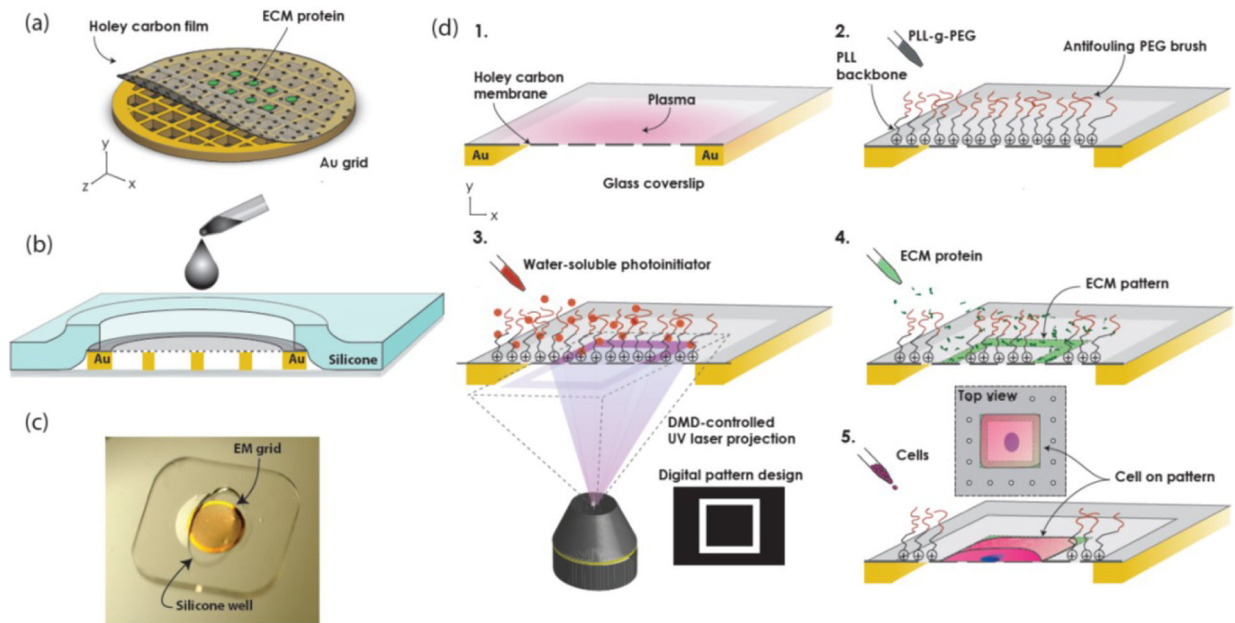 (a)
Holey carbon film
ECM protein
Au grid
y
z
x
(b)
Au
Au
Silicone
(c)
EM grid
Silicone well
(d)
1.
Holey carbon
membrane
Plasma
Au
Au
Glass coverslip
y
x
2.
PLL-g-PEG
PLL
backbone
Antifouling PEG brush
3.
Water-soluble photoinitiator
DMD-controlled
UV laser projection
Digital pattern design
4.
ECM protein
ECM pattern
Top view
5.
Cells
Cell on pattern